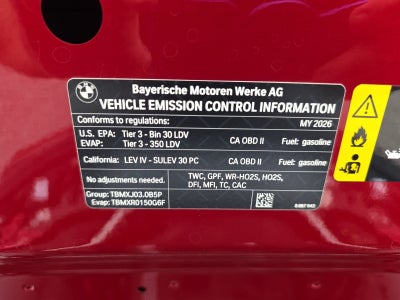 BMW
Bayerische Motoren Werke AG
VEHICLE EMISSION CONTROL INFORMATION
Conforms to regulations: MY 2026
U.S. EPA: Tier 3 - Bin 30 LDV CA OBD II Fuel: gasoline
EVAP: Tier 3 - 350 LDV
California: LEV IV - SULEV 30 PC CA OBD II Fuel: gasoline
No adjustments needed. TWC, GPF, WR-HO2S, HO2S,
DFI, MFI, TC, CAC
Group: TBMXJ03.0B5P
Evap: TBMXR0150G6F